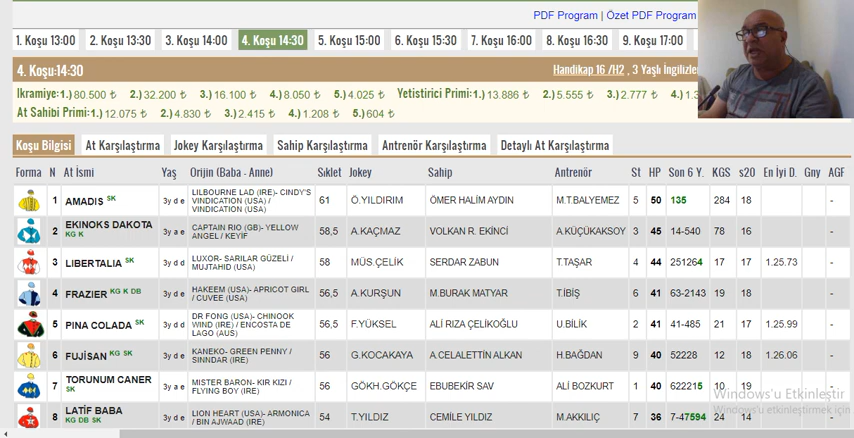 PDF Program | Özet PDF Program
1. Koşu 13:00 2. Koşu 13:30 3. Koşu 14:00 4. Koşu 14:30 5. Koşu 15:00 6. Koşu 15:30 7. Koşu 16:00 8. Koşu 16:30 9. Koşu 17:00
4. Koşu:14:30 Handikap 16 /H2 , 3 Yaşlı İngilizler
Ikramiye:1.) 80.500 ₺ 2.) 32.200 ₺ 3.) 16.100 ₺ 4.) 8.050 ₺ 5.) 4.025 ₺ Yetistirici Primi:1.) 13.886 ₺ 2.) 5.555 ₺ 3.) 2.777 ₺ 4.) 1.3
At Sahibi Primi:1.) 12.075 ₺ 2.) 4.830 ₺ 3.) 2.415 ₺ 4.) 1.208 ₺ 5.) 604 ₺
Koşu Bilgisi At Karşılaştırma Jokey Karşılaştırma Sahip Karşılaştırma Antrenör Karşılaştırma Detaylı At Karşılaştırma
Forma N At İsmi Yaş Orijin (Baba - Anne) Sıklet Jokey Sahip Antrenör St HP Son 6 Y. KGS s20 En İyi D. Gny AGF
1 AMADIS SK 3y d e LILBOURNE LAD (IRE)- CINDY'S VINDICATION (USA) / VINDICATION (USA) 61 Ö.YILDIRIM ÖMER HALİM AYDIN M.T.BALYEMEZ 5 50 135 284 18 -
2 EKINOKS DAKOTA KG K 3y a e CAPTAIN RIO (GB)- YELLOW ANGEL / KEYİF 58,5 A.KAÇMAZ VOLKAN R. EKİNCİ A.KÜÇÜKAKSOY 3 45 14-540 78 16 -
3 LIBERTALIA SK 3y d d LUXOR- SARILAR GÜZELİ / MUJTAHID (USA) 58 MÜS.ÇELİK SERDAR ZABUN T.TAŞAR 4 44 251264 17 17 1.25.73 -
4 FRAZIER KG K DB 3y d e HAKEEM (USA)- APRICOT GIRL / CUVEE (USA) 56,5 A.KURŞUN M.BURAK MATYAR T.İBİŞ 6 41 63-2143 19 18 -
5 PINA COLADA SK 3y d d DR FONG (USA)- CHINOOK WIND (IRE) / ENCOSTA DE LAGO (AUS) 56,5 F.YÜKSEL ALİ RIZA ÇELİKOĞLU U.BİLİK 2 41 41-485 21 17 1.25.99 -
6 FUJİSAN KG SK 3y d e KANEKO- GREEN PENNY / SINNDAR (IRE) 56 G.KOCAKAYA A.CELALETTİN ALKAN H.BAĞDAN 9 40 52228 12 18 1.26.06 -
7 TORUNUM CANER SK 3y a e MISTER BARON- KIR KIZI / FLYING BOY (IRE) 56 GÖKH.GÖKÇE EBUBEKİR SAV ALİ BOZKURT 1 40 622215 10 19 -
Windows'u Etkinleştir
8 LATİF BABA KG DB SK 3y d e LION HEART (USA)- ARMONICA / BIN AJWAAD (IRE) 54 T.YILDIZ CEMİLE YILDIZ M.AKKILIÇ 7 36 7-47594 24 14 -
Windows'u etkinleştirmek için